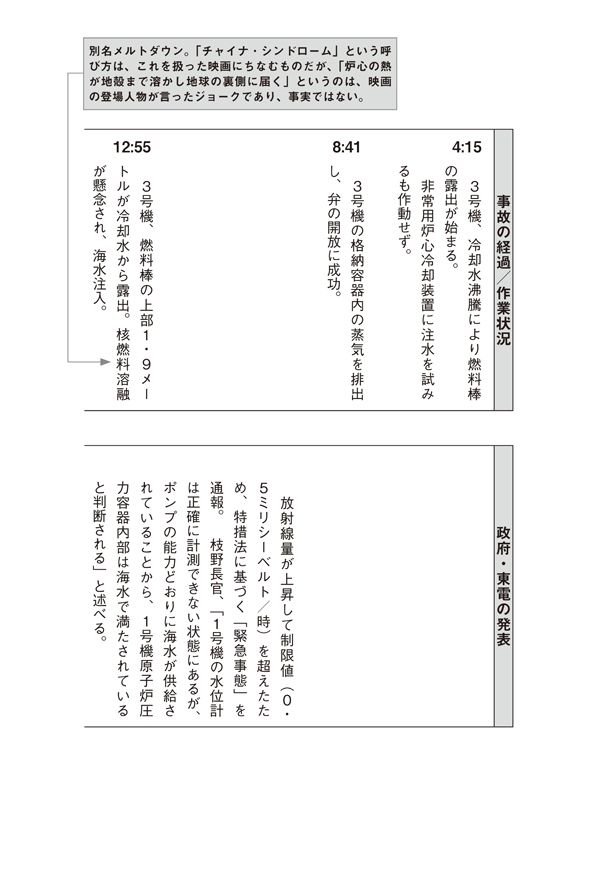 別名メルトダウン。「チャイナ・シンドローム」という呼
び方は、これを扱った映画にちなむものだが、「炉心の熱
が地殻まで溶かし地球の裏側に届く」というのは、映画
の登場人物が言ったジョークであり、事実ではない。
事故の経過／作業状況
4:15
３号機、冷却水沸騰により燃料棒
の露出が始まる。
非常用炉心冷却装置に注水を試み
るも作動せず。
8:41
３号機の格納容器内の蒸気を排出
し、弁の開放に成功。
12:55
３号機、燃料棒の上部１・９メー
トルが冷却水から露出。核燃料溶融
が懸念され、海水注入。
政府・東電の発表
放射線量が上昇して制限値（０・
５ミリシーベルト／時）を超えたた
め、特措法に基づく「緊急事態」を
通報。　枝野長官、「１号機の水位計
は正確に計測できない状態にあるが、
ポンプの能力どおりに海水が供給さ
れていることから、１号機原子炉圧
力容器内部は海水で満たされている
と判断される」と述べる。